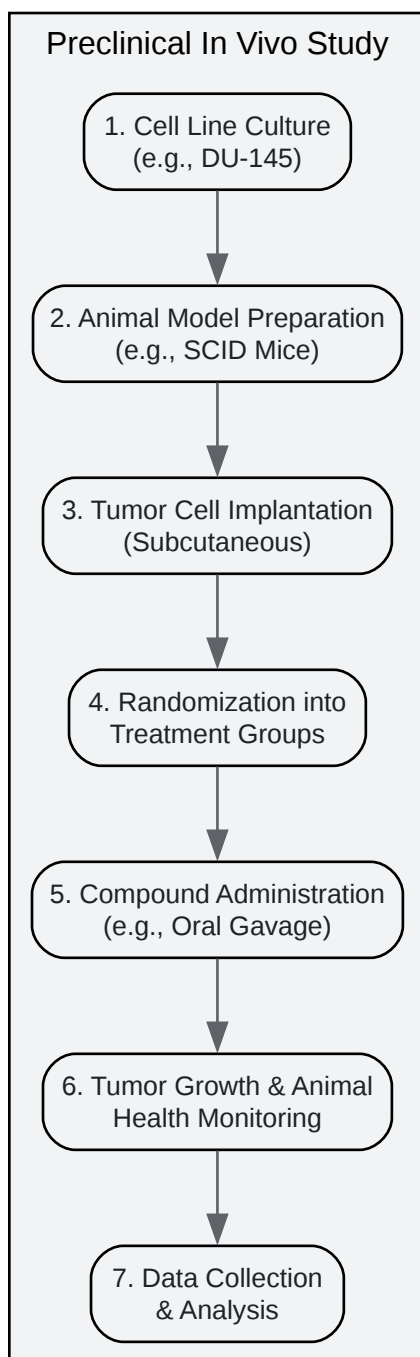 Preclinical In Vivo Study
1. Cell Line Culture
(e.g., DU-145)
2. Animal Model Preparation
(e.g., SCID Mice)
3. Tumor Cell Implantation
(Subcutaneous)
4. Randomization into
Treatment Groups
5. Compound Administration
(e.g., Oral Gavage)
6. Tumor Growth & Animal
Health Monitoring
7. Data Collection
& Analysis